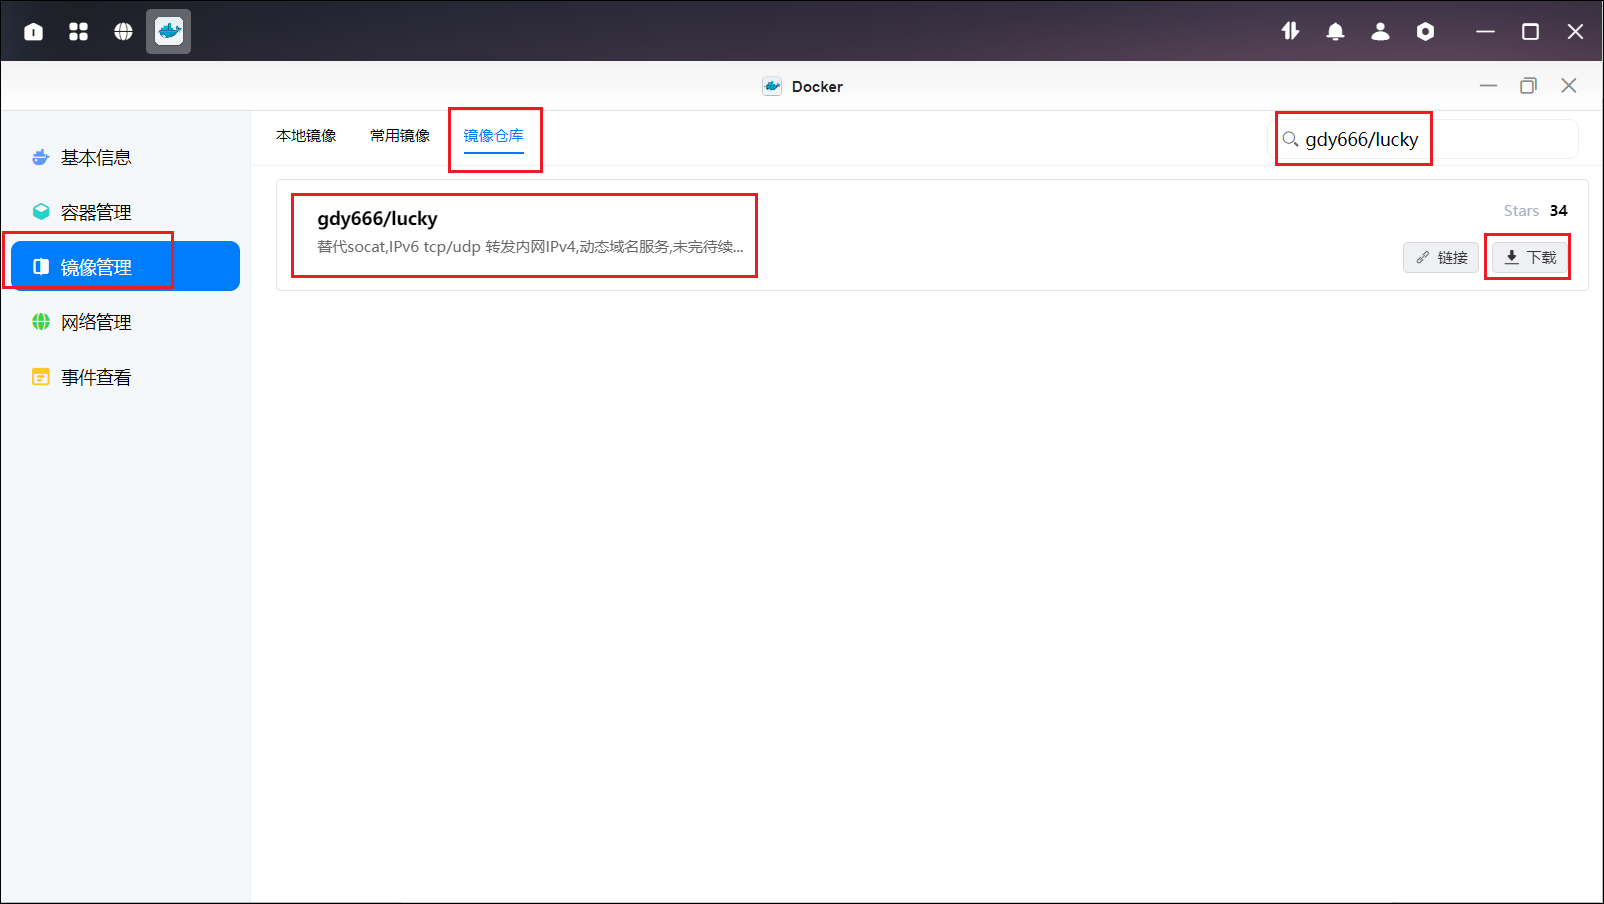 Docker
基本信息
容器管理
镜像管理
网络管理
事件查看
本地镜像
常用镜像
镜像仓库
gdy666/lucky
gdy666/lucky
替代socat,IPv6 tcp/udp 转发内网IPv4,动态域名服务,未完待续...
Stars 34
链接
下载